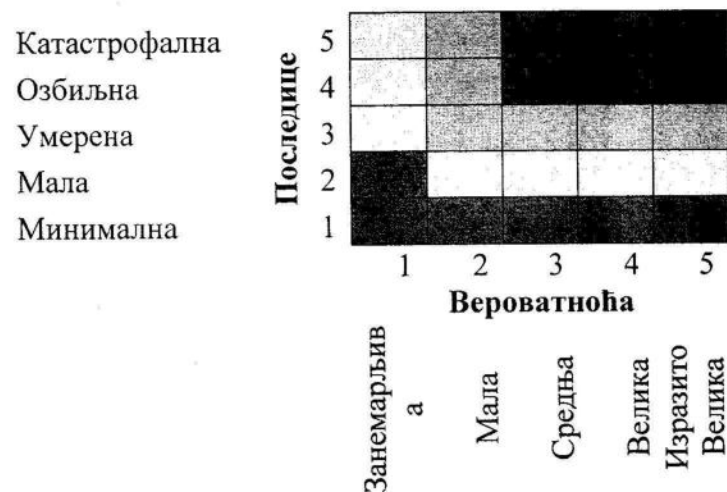 Катастрофална 5
Озбиљна 4
Умерена 3
Мала 2
Минимална 1
Последице
1 2 3 4 5
Вероватноћа
Занемарљив
а
Мала
Средња
Велика
Изразито
Велика